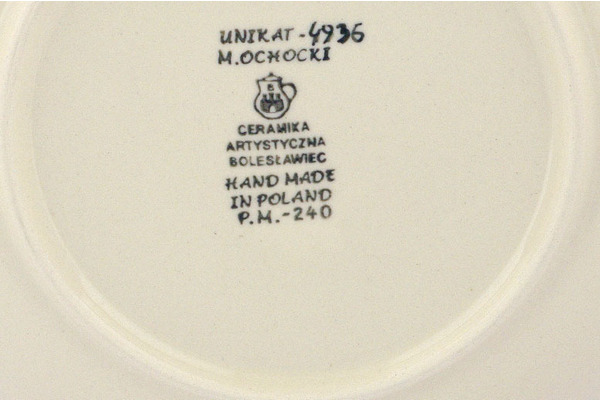 UNIKAT-4936
M.OCHOCKI
B
CERAMIKA
ARTYSTYCZNA
BOLESŁAWIEC
HAND MADE
IN POLAND
P.M.-240